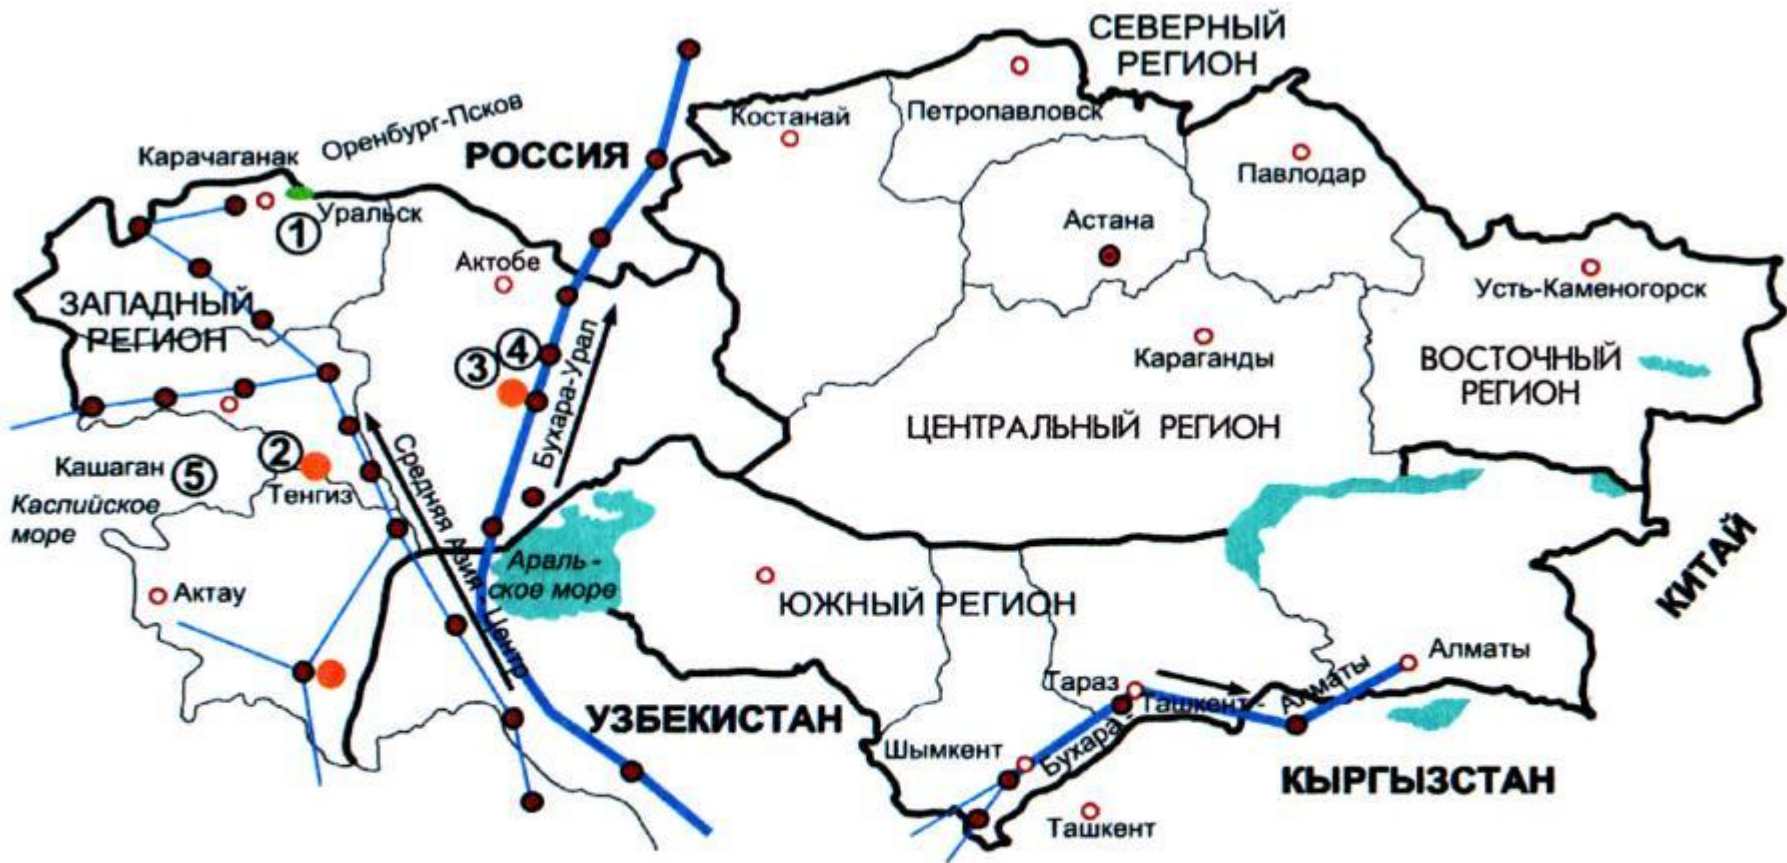 СЕВЕРНЫЙ
РЕГИОН
Оренбург-Псков
Костанай
Петропавловск
Карачаганак
РОССИЯ
Павлодар
Уральск
1
Астана
Актобе
Усть-Каменогорск
ЗАПАДНЫЙ
РЕГИОН
3
4
Бухара-Урал
Караганды
ВОСТОЧНЫЙ
РЕГИОН
ЦЕНТРАЛЬНЫЙ РЕГИОН
Кашаган
5
2
Тенгиз
Каспийское
море
Средняя Азия - Центр
Араль-
ское море
Актау
ЮЖНЫЙ РЕГИОН
КИТАЙ
Алматы
Тараз
Бухара - Ташкент - Алматы
УЗБЕКИСТАН
Шымкент
КЫРГЫЗСТАН
Ташкент